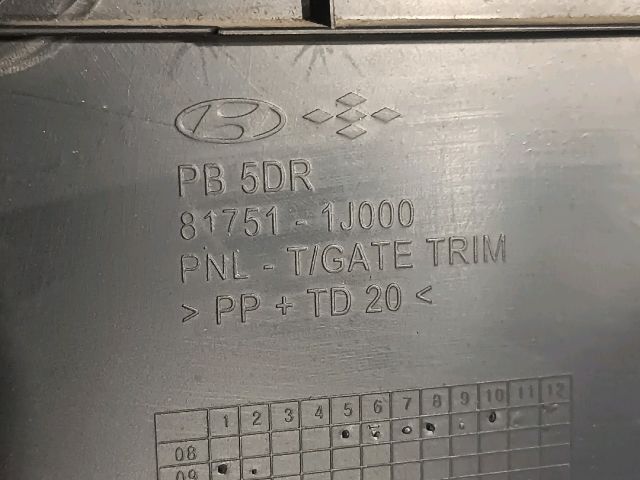 PB 5DR
81751 - 1J000
PNL - T/GATE TRIM
> PP + TD 20 <
1 2 3 4 5 6 7 8 9 10 11 12
08
09